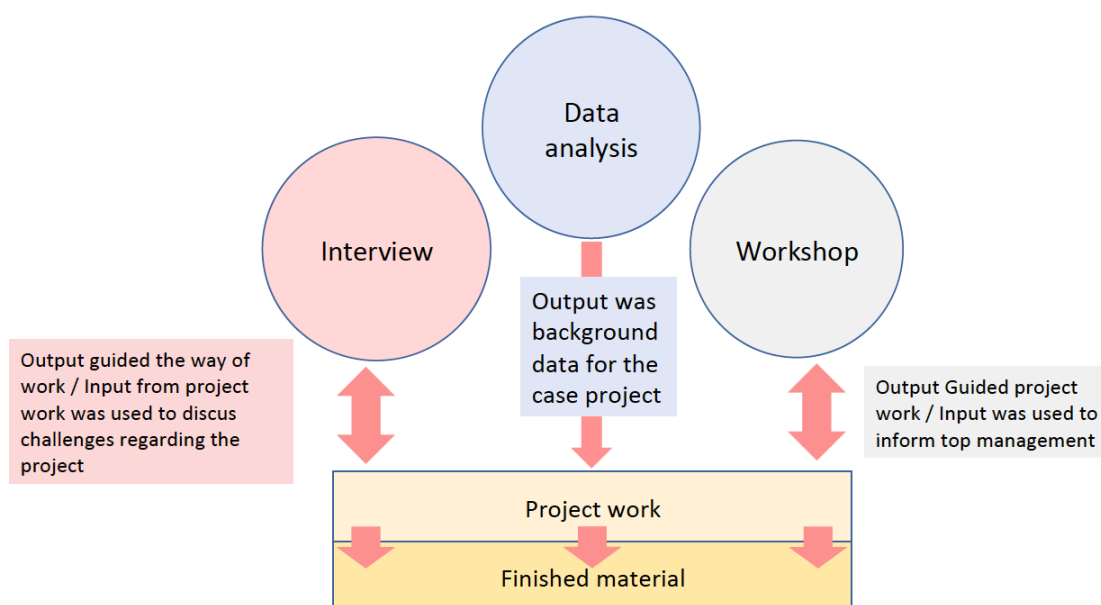 Data
analysis
Interview
Workshop
Output was
background
data for the
case project
Output guided the way of
work / Input from project
work was used to discus
challenges regarding the
project
Output Guided project
work / Input was used to
inform top management
Project work
Finished material